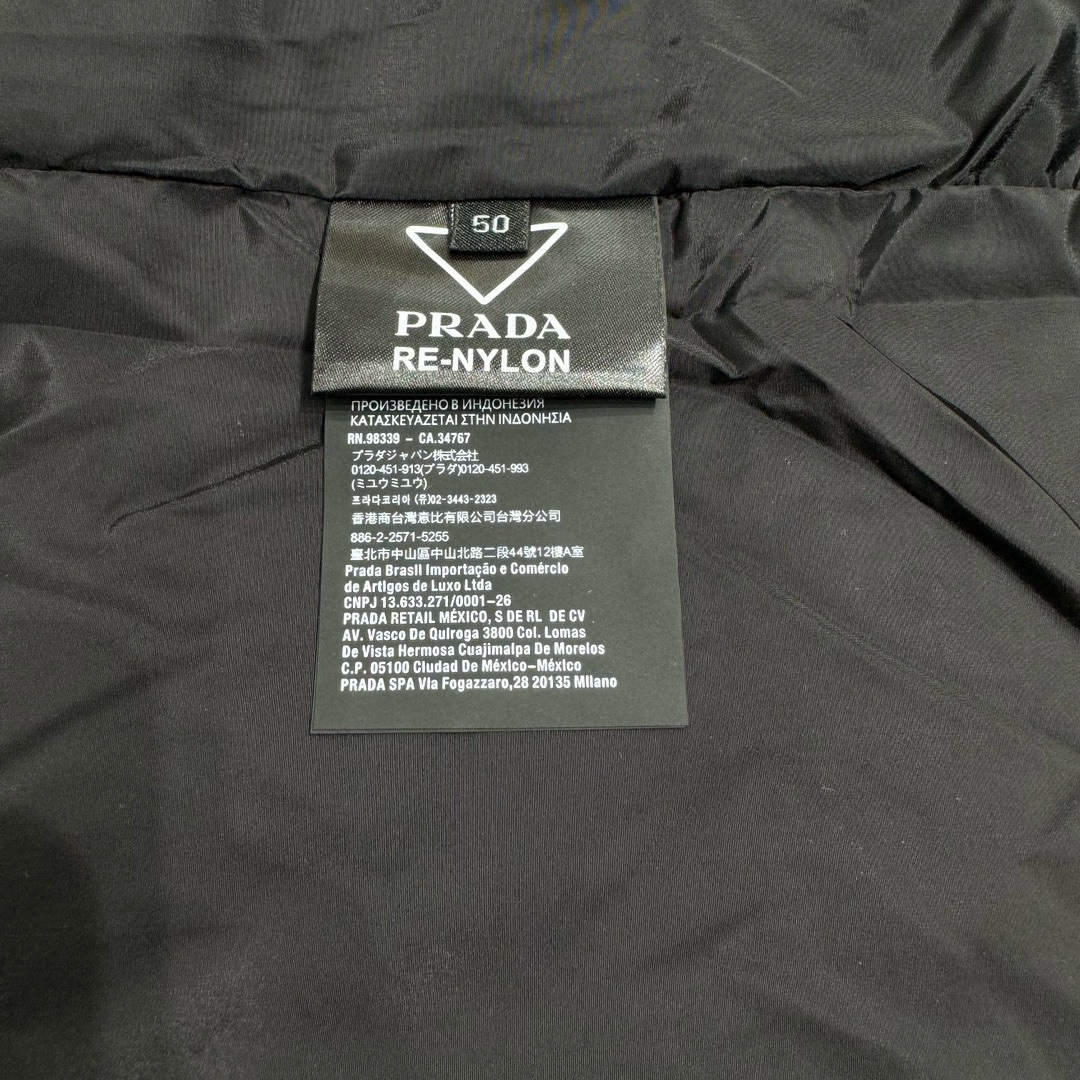 50
PRADA
RE-NYLON
ПРОИЗВЕДЕНО В ИНДОНЕЗИЯ
ΚΑΤΑΣΚΕΥΑΖΕΤΑΙ ΣΤΗΝ ΙΝΔΟΝΗΣΙΑ
RN.98339 - CA.34767
プラダジャパン株式会社
0120-451-913(プラダ)0120-451-993
(ミユウミユウ)
프라다코리아 (유)02-3443-2323
香港商台灣意比有限公司台灣分公司
886-2-2571-5255
臺北市中山區中山北路二段44號12樓A室
Prada Brasil Importação e Comércio
de Artigos de Luxo Ltda
CNPJ 13.633.271/0001-26
PRADA RETAIL MÉXICO, S DE RL DE CV
AV. Vasco De Quiroga 3800 Col. Lomas
De Vista Hermosa Cuajimalpa De Morelos
C.P. 05100 Ciudad De México-México
PRADA SPA Via Fogazzaro,28 20135 Milano